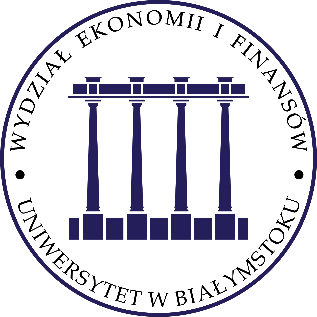 WYDZIAŁ EKONOMII I FINANSÓW
UNIWERSYTET W BIAŁYMSTOKU